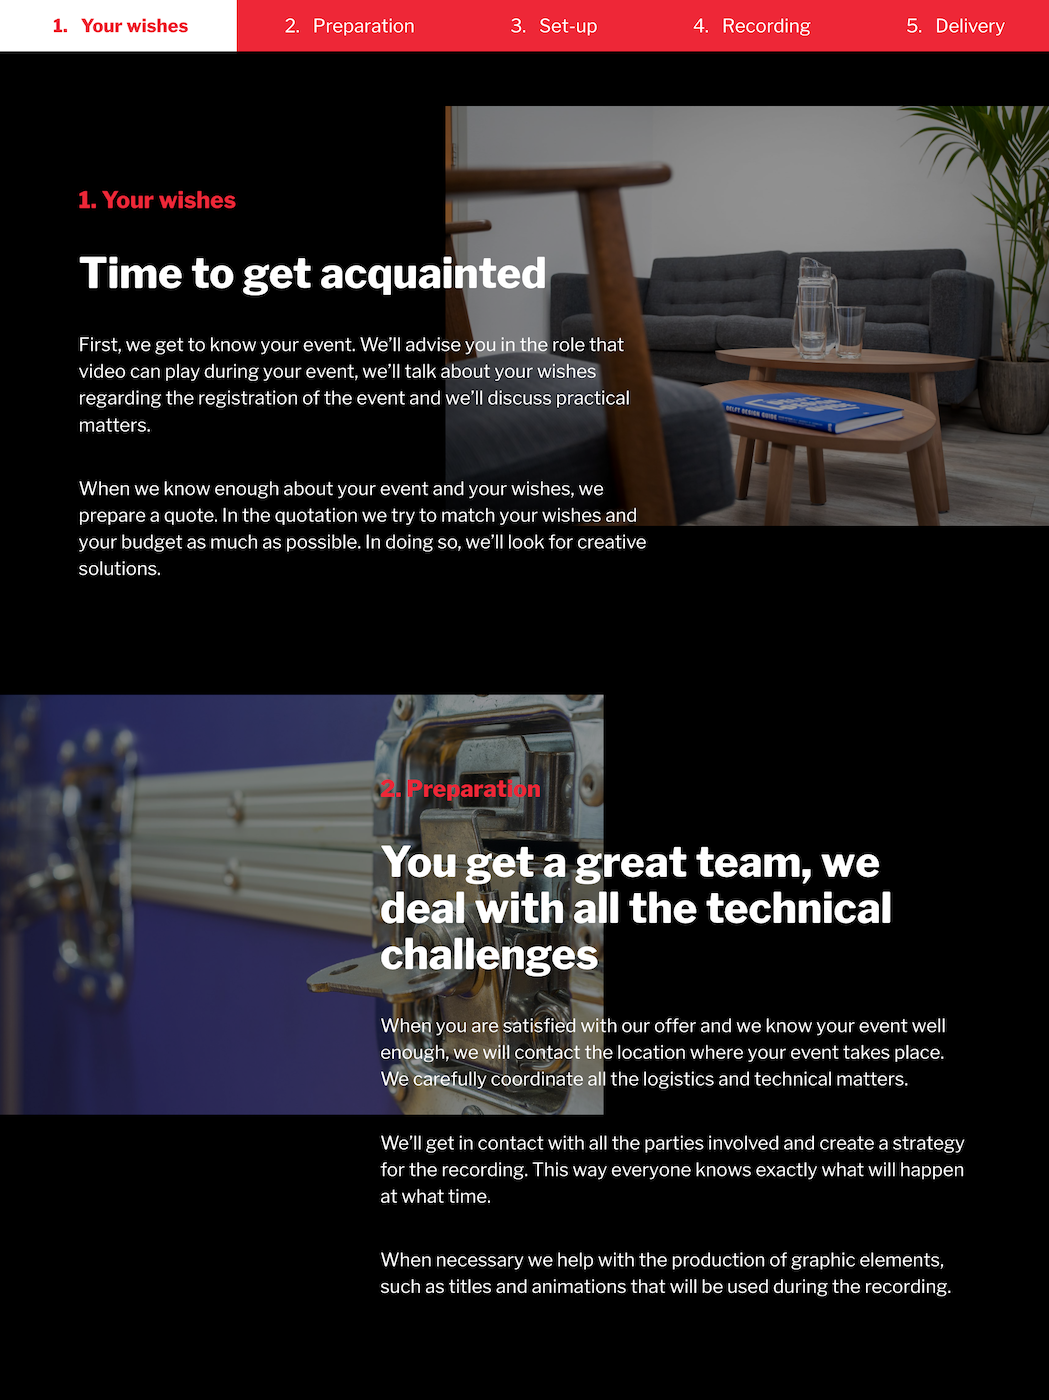 1. Your wishes
2. Preparation
3. Set-up
4. Recording
5. Delivery
1. Your wishes
Time to get acquainted
First, we get to know your event. We’ll advise you in the role that
video can play during your event, we’ll talk about your wishes
regarding the registration of the event and we’ll discuss practical
matters.
When we know enough about your event and your wishes, we
prepare a quote. In the quotation we try to match your wishes and
your budget as much as possible. In doing so, we’ll look for creative
solutions.
DELFT DESIGN GUIDE
2. Preparation
You get a great team, we
deal with all the technical
challenges
When you are satisfied with our offer and we know your event well
enough, we will contact the location where your event takes place.
We carefully coordinate all the logistics and technical matters.
We’ll get in contact with all the parties involved and create a strategy
for the recording. This way everyone knows exactly what will happen
at what time.
When necessary we help with the production of graphic elements,
such as titles and animations that will be used during the recording.